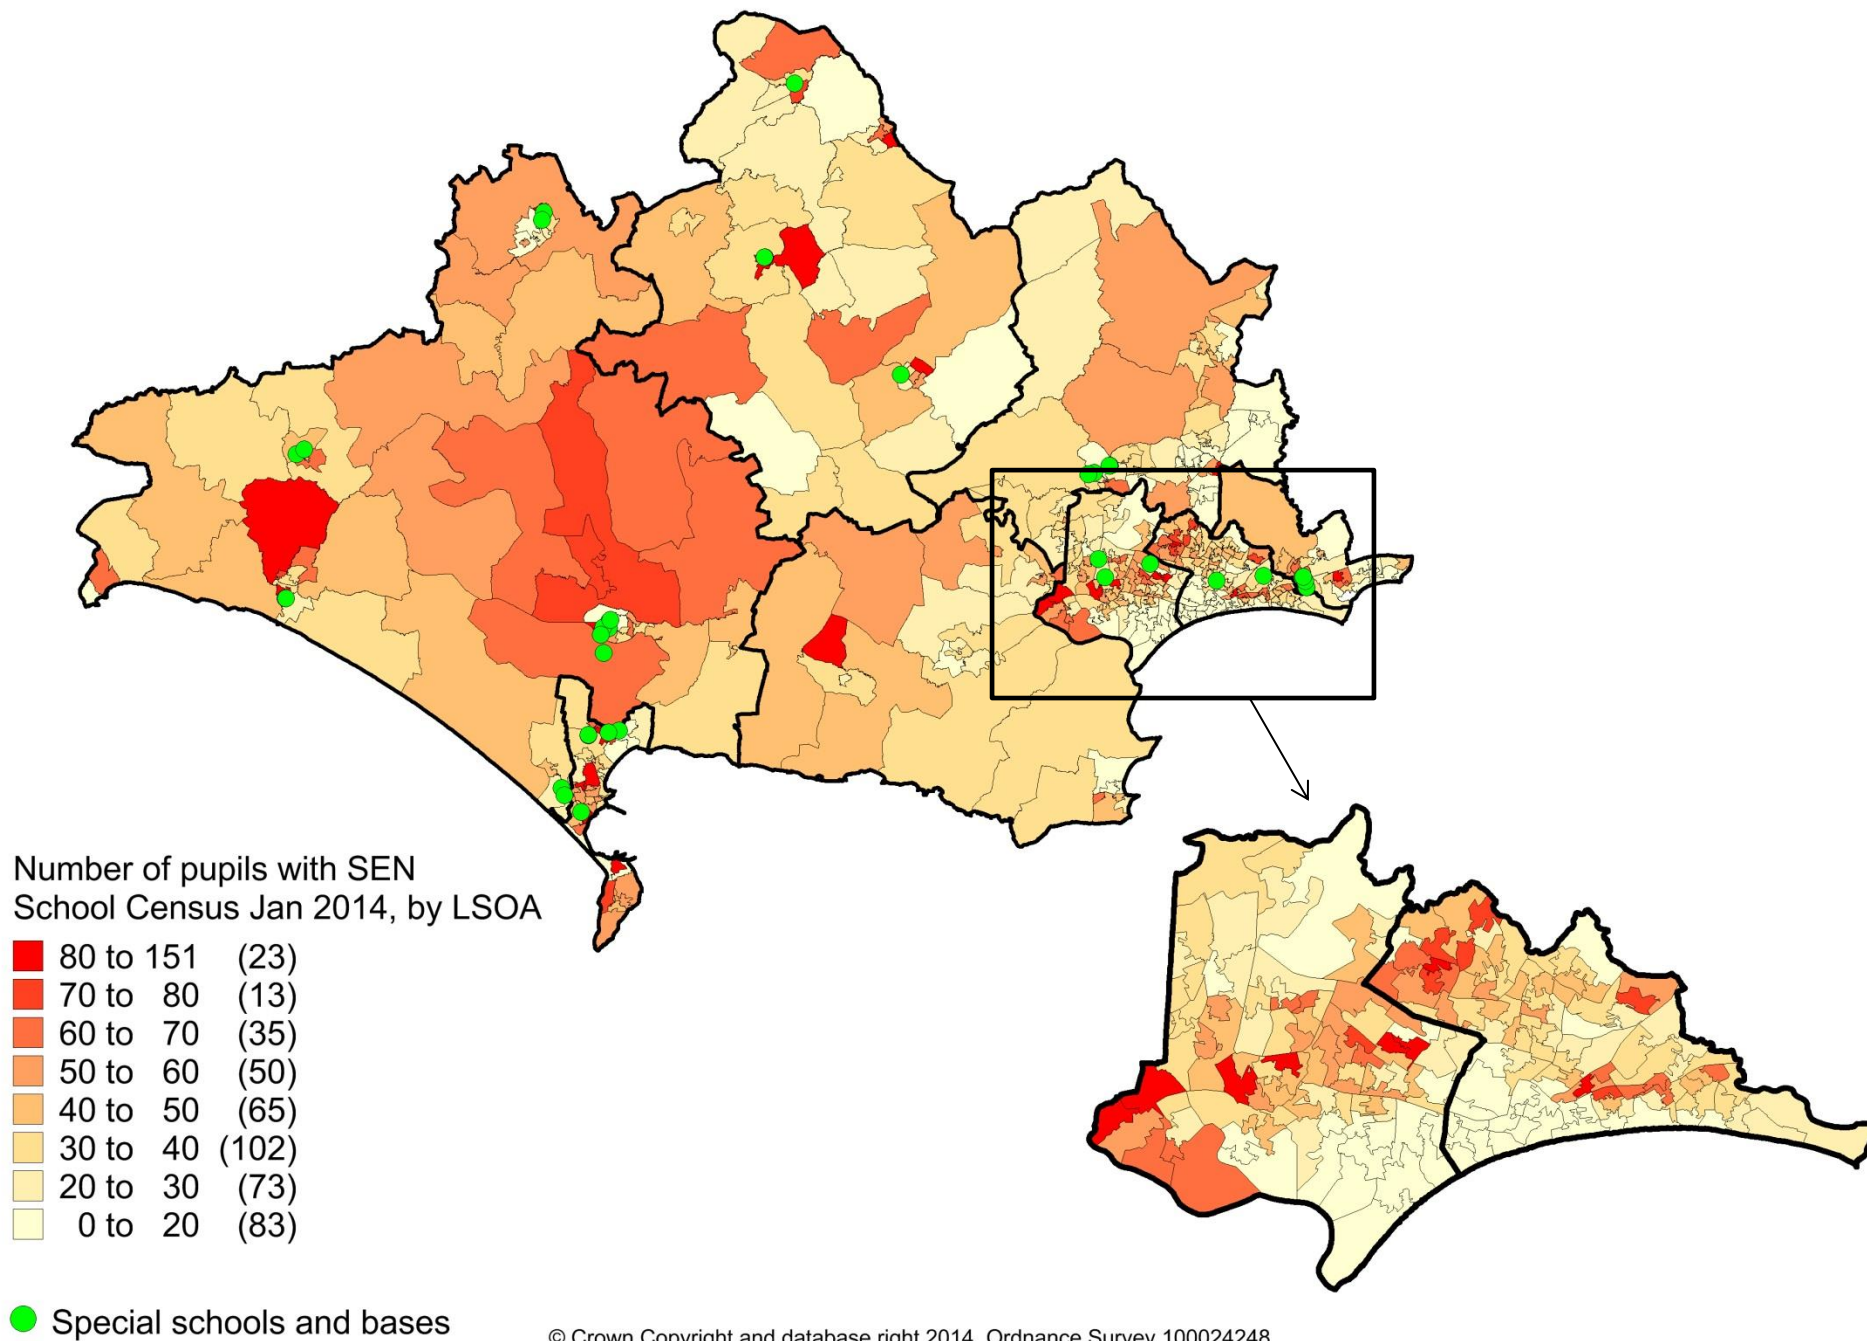 Number of pupils with SEN
School Census Jan 2014, by LSOA
80 to 151 (23)
70 to 80 (13)
60 to 70 (35)
50 to 60 (50)
40 to 50 (65)
30 to 40 (102)
20 to 30 (73)
0 to 20 (83)
Special schools and bases
© Crown Copyright and database right 2014. Ordnance Survey 100024248